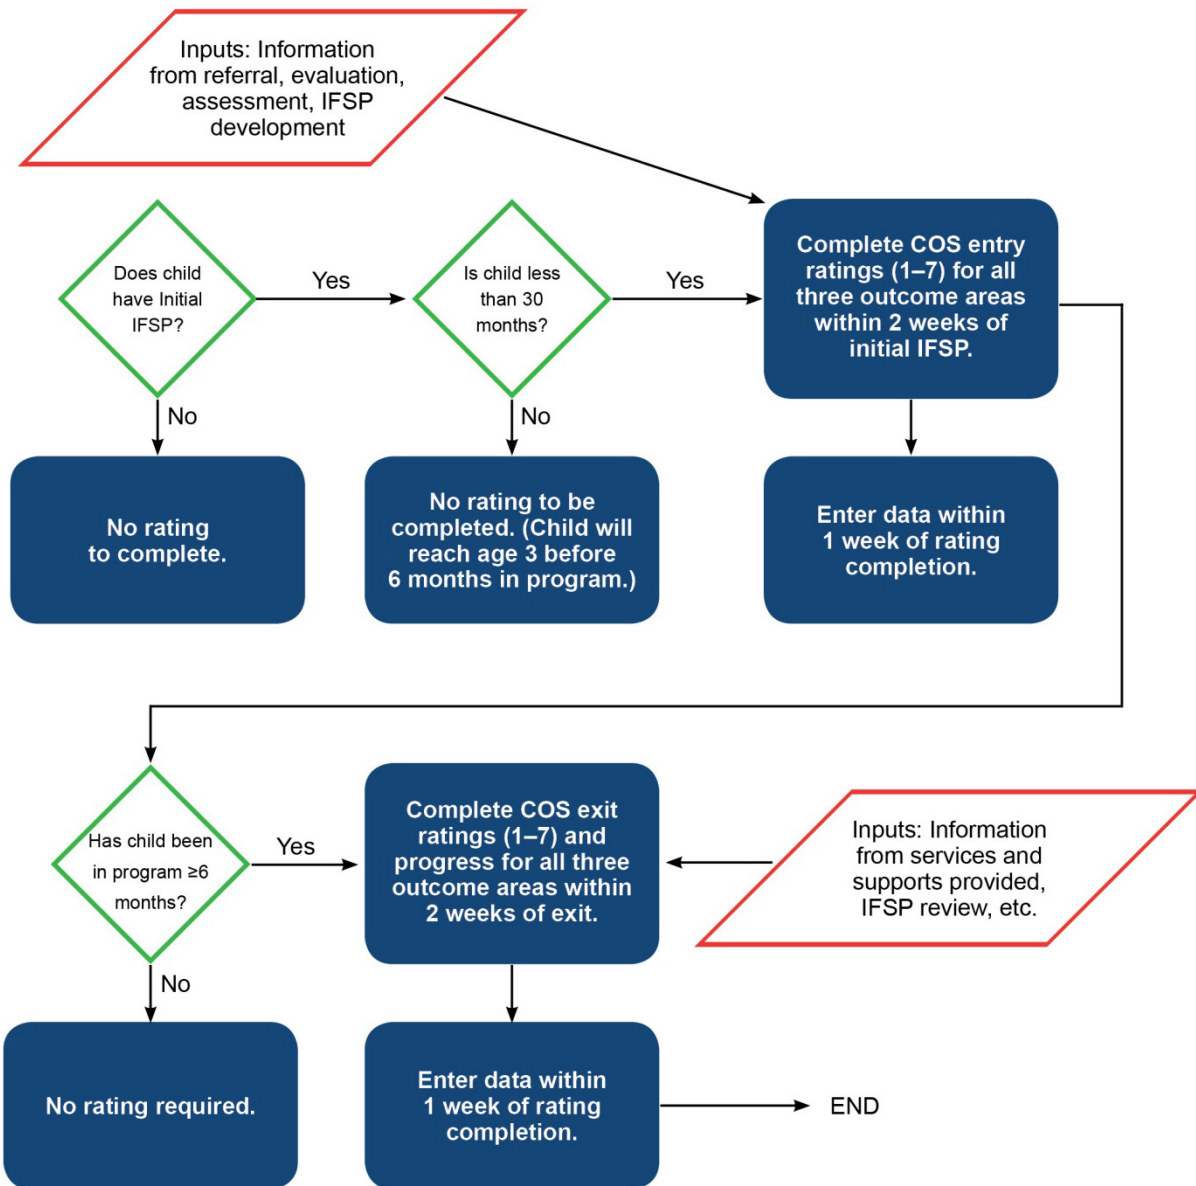 Inputs: Information
from referral, evaluation,
assessment, IFSP
development
Does child
have Initial
IFSP?
Yes
Is child less
than 30
months?
Yes
Complete COS entry
ratings (1–7) for all
three outcome areas
within 2 weeks of
initial IFSP.
No
No
No rating
to complete.
No rating to be
completed. (Child will
reach age 3 before
6 months in program.)
Enter data within
1 week of rating
completion.
Has child been
in program ≥6
months?
Yes
Complete COS exit
ratings (1–7) and
progress for all three
outcome areas within
2 weeks of exit.
Inputs: Information
from services and
supports provided,
IFSP review, etc.
No
No rating required.
Enter data within
1 week of rating
completion.
END